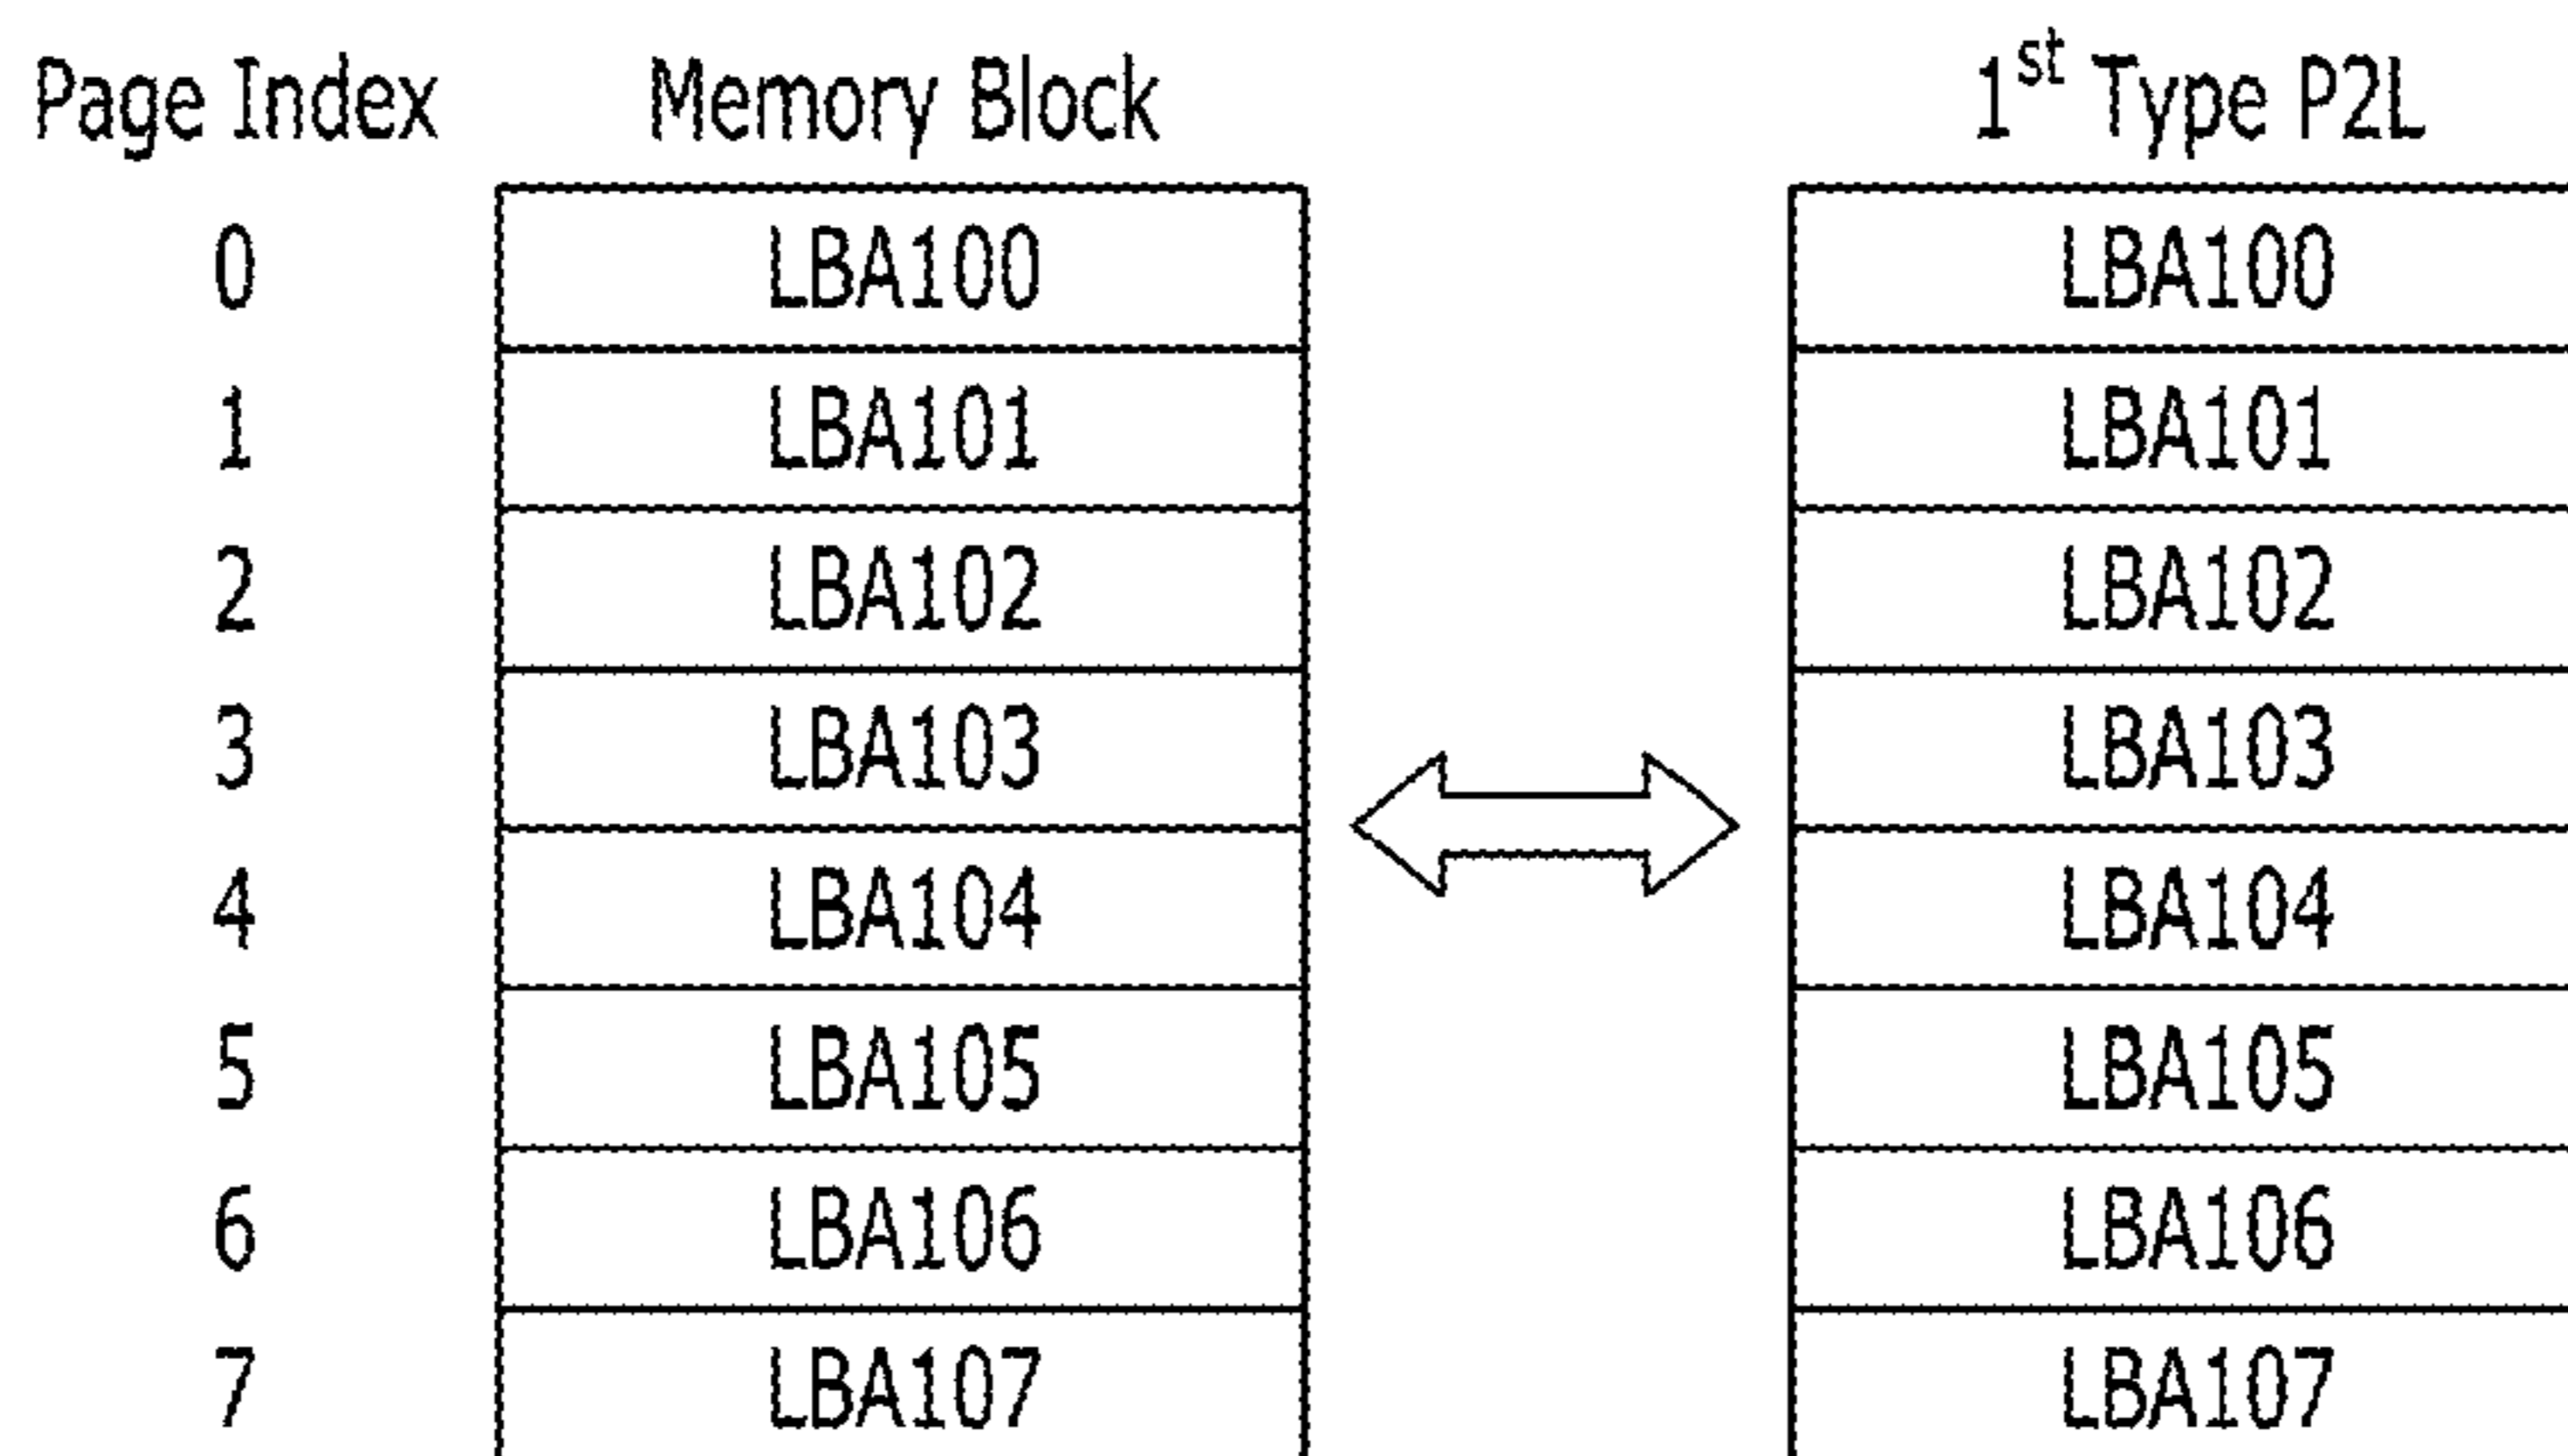 Page Index Memory Block 1st Type P2L
0 LBA100 LBA100
1 LBA101 LBA101
2 LBA102 LBA102
3 LBA103 LBA103
4 LBA104 LBA104
5 LBA105 LBA105
6 LBA106 LBA106
7 LBA107 LBA107